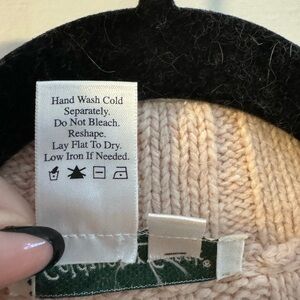 Hand Wash Cold
Separately.
Do Not Bleach.
Reshape.
Lay Flat To Dry.
Low Iron If Needed.